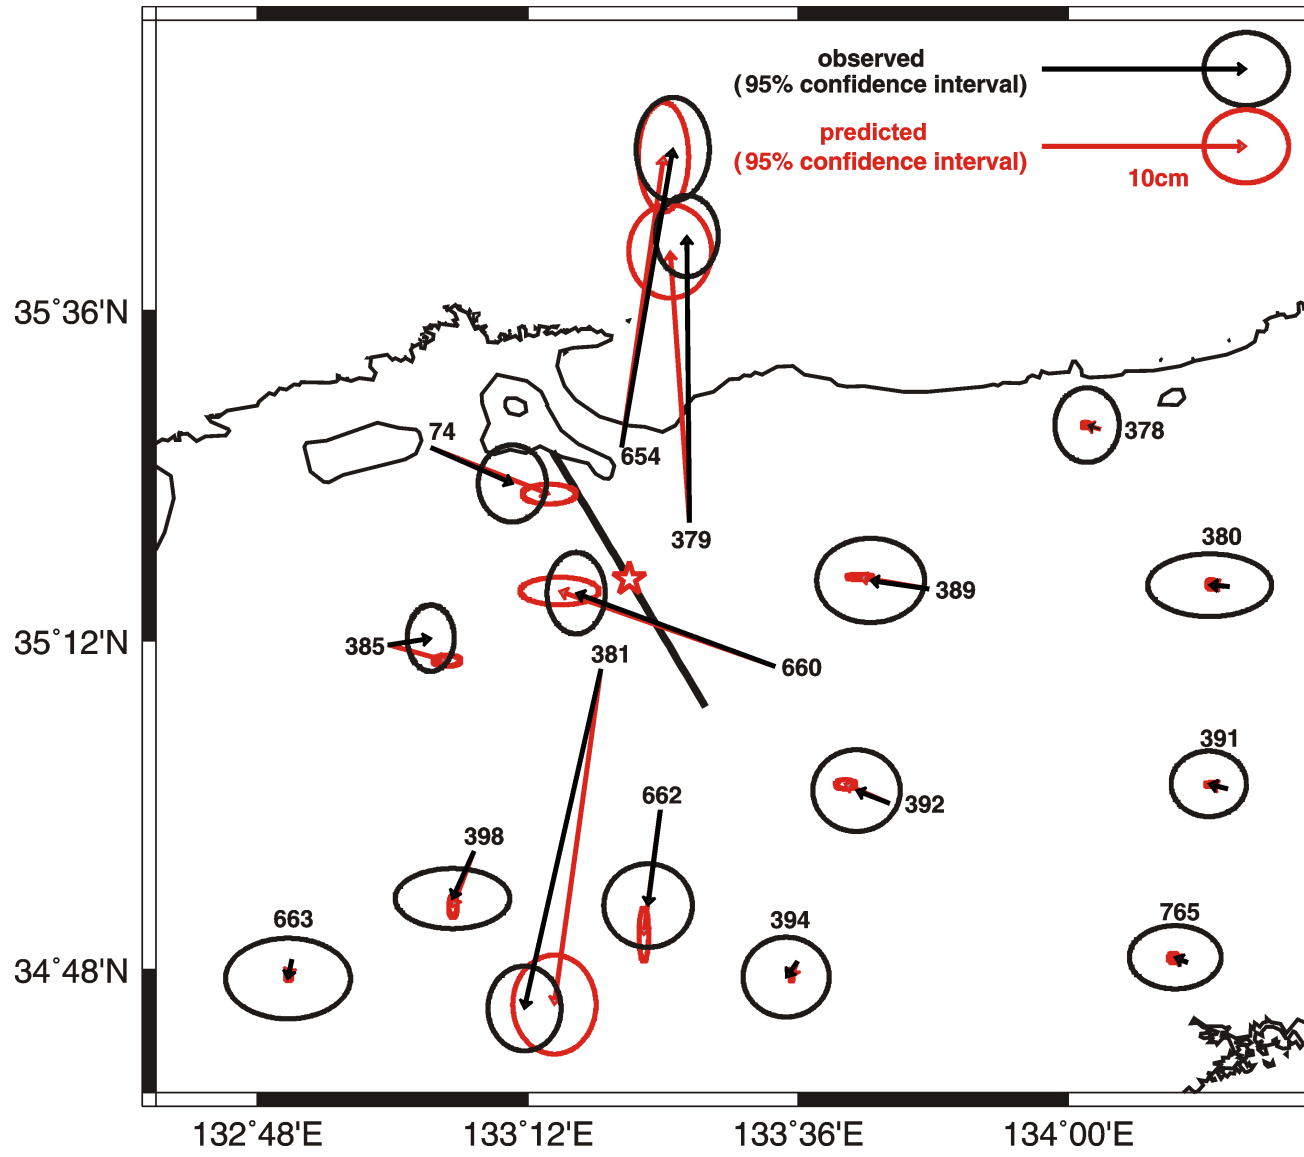 observed
(95% confidence interval)
predicted
(95% confidence interval)
10cm
35˚36'N
74
654
378
379
380
389
385
35˚12'N
381
660
391
662
392
398
663
394
765
34˚48'N
132˚48'E
133˚12'E
133˚36'E
134˚00'E